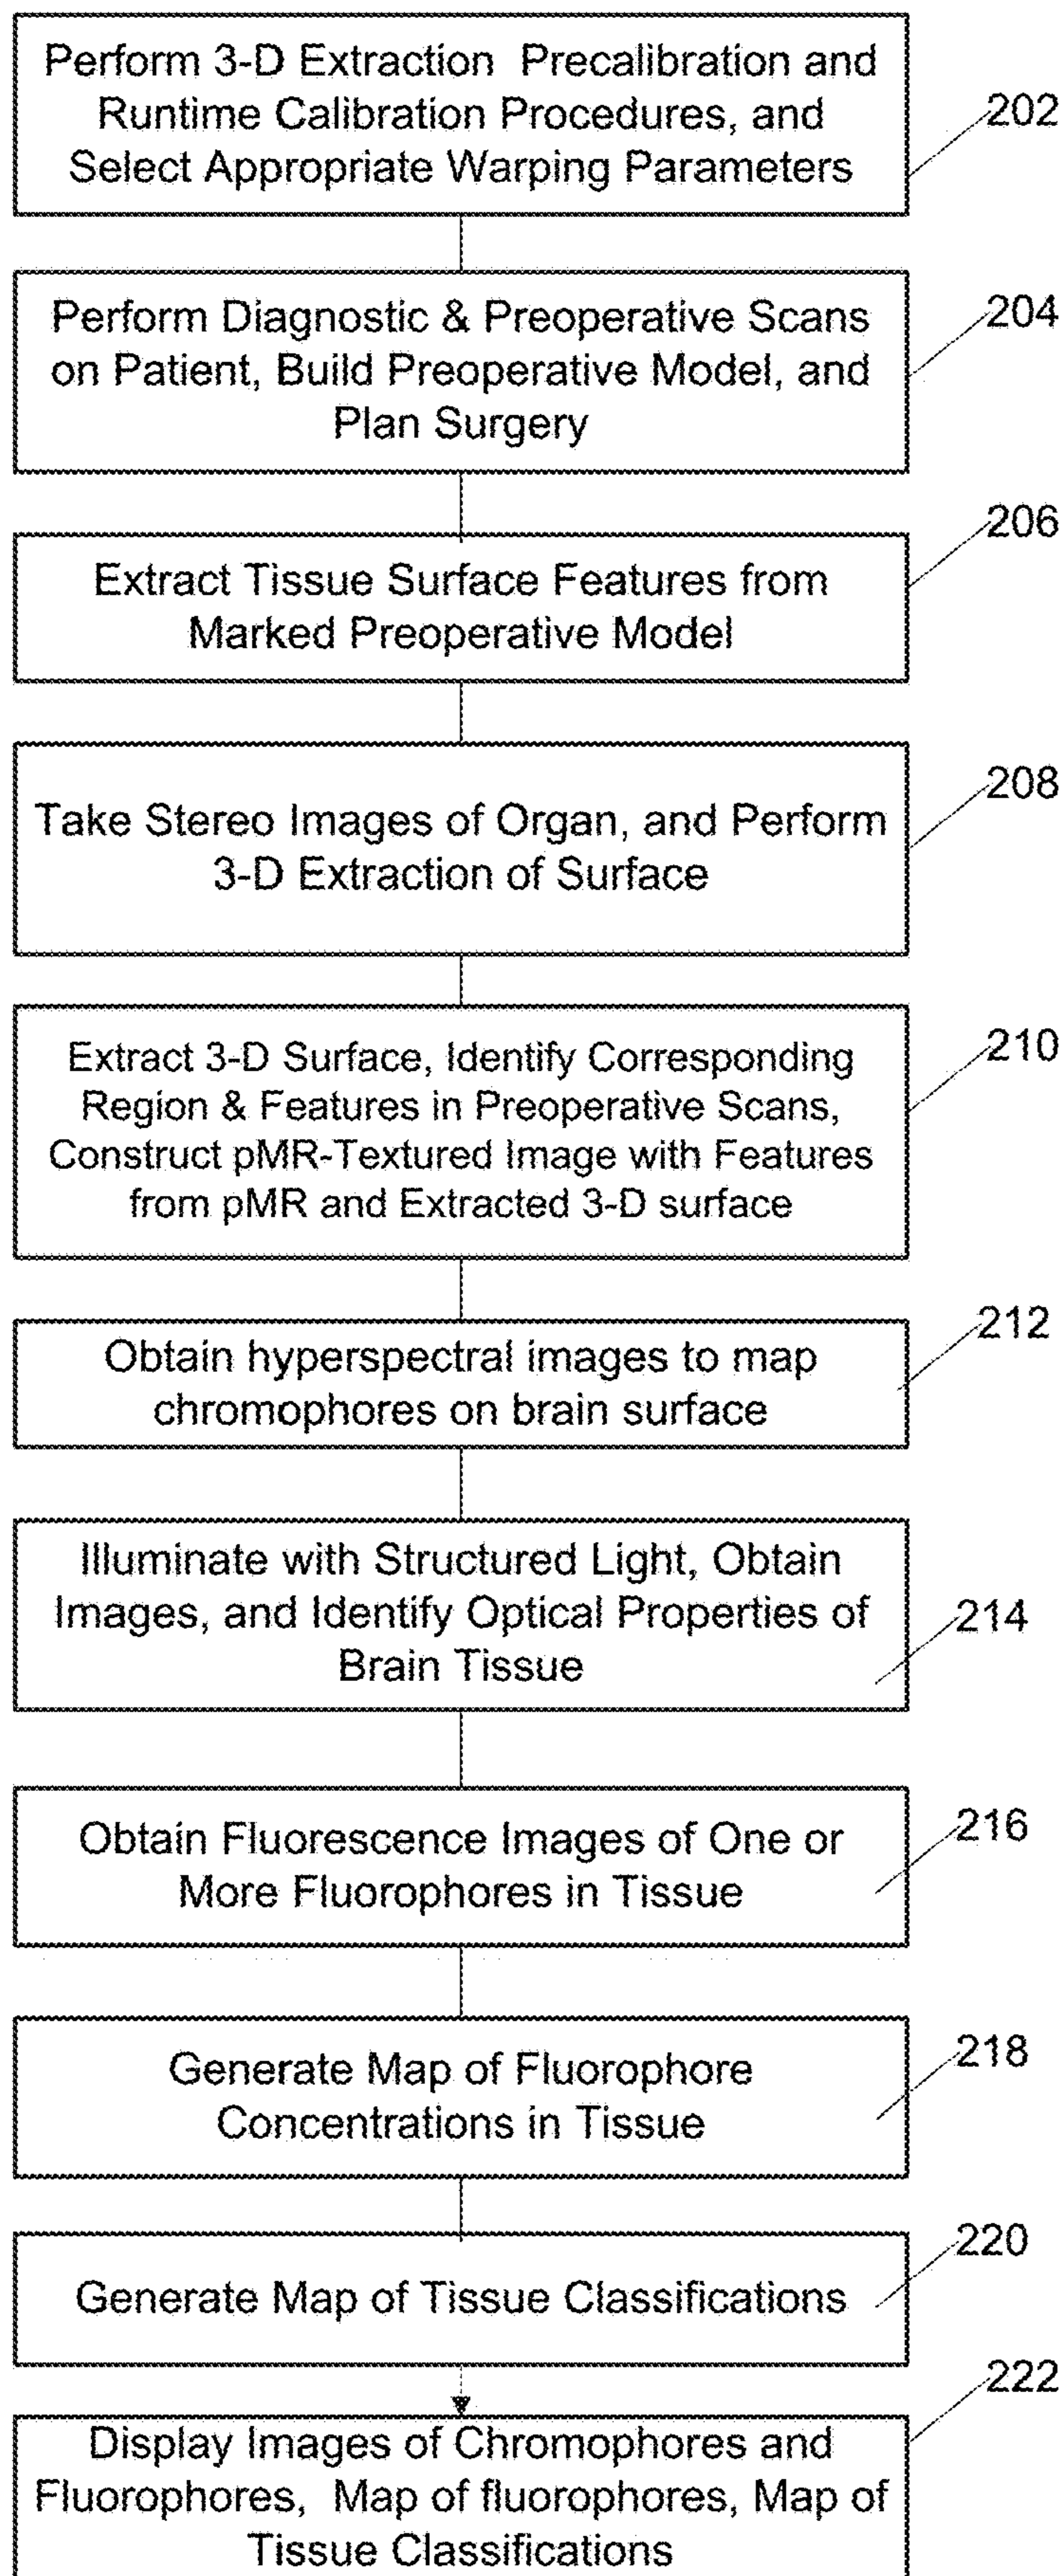 Perform 3-D Extraction Precalibration and
Runtime Calibration Procedures, and
Select Appropriate Warping Parameters
202
Perform Diagnostic & Preoperative Scans
on Patient, Build Preoperative Model, and
Plan Surgery
204
Extract Tissue Surface Features from
Marked Preoperative Model
206
Take Stereo Images of Organ, and Perform
3-D Extraction of Surface
208
Extract 3-D Surface, Identify Corresponding
Region & Features in Preoperative Scans,
Construct pMR-Textured Image with Features
from pMR and Extracted 3-D surface
210
Obtain hyperspectral images to map
chromophores on brain surface
212
Illuminate with Structured Light, Obtain
Images, and Identify Optical Properties of
Brain Tissue
214
Obtain Fluorescence Images of One or
More Fluorophores in Tissue
216
Generate Map of Fluorophore
Concentrations in Tissue
218
Generate Map of Tissue Classifications
220
Display Images of Chromophores and
Fluorophores, Map of fluorophores, Map of
Tissue Classifications
222